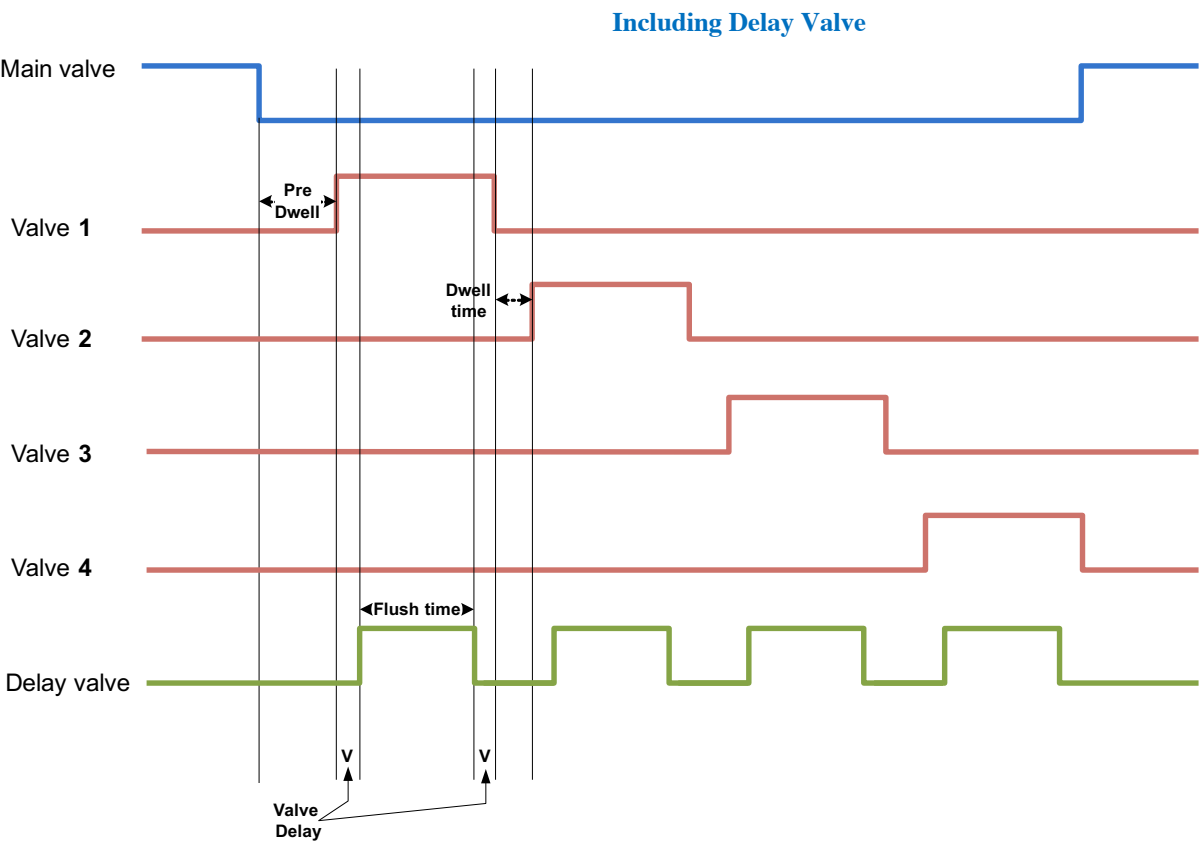 Including Delay Valve
Main valve
Pre
Dwell
Valve 1
Dwell
time
Valve 2
Valve 3
Valve 4
Flush time
Delay valve
V
V
Valve
Delay